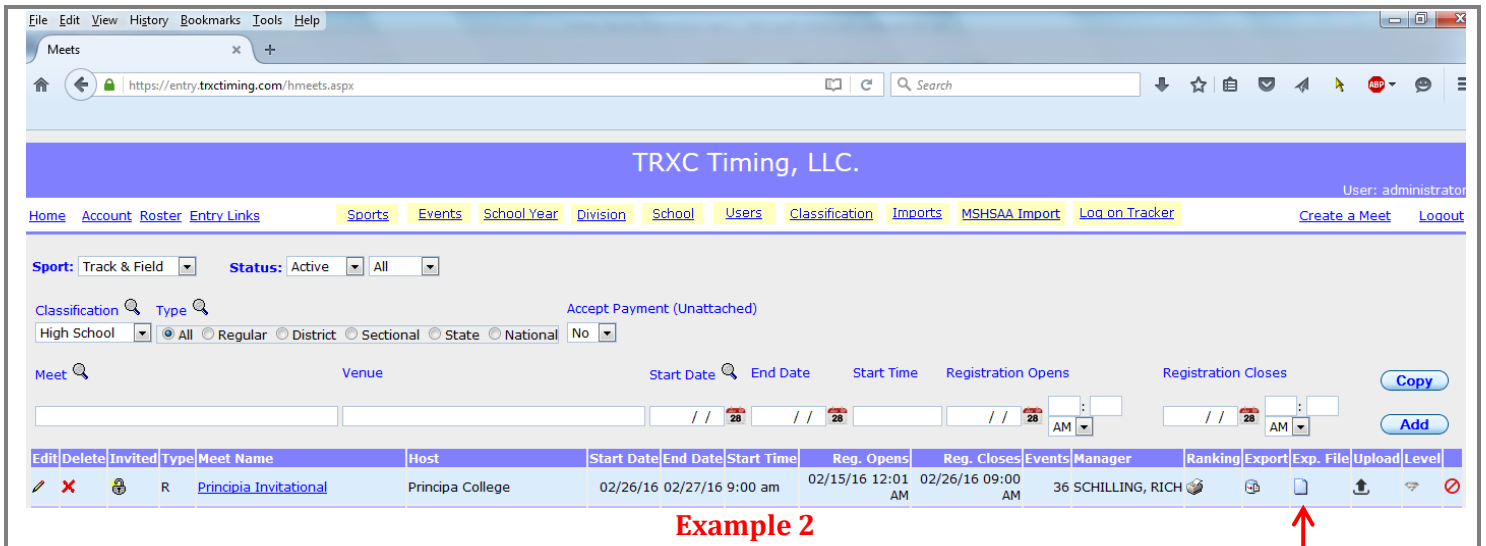 File Edit View History Bookmarks Tools Help
Meets × +
https://entry.trxctiming.com/hmeets.aspx Search ABP
TRXC Timing, LLC.
User: administrator
Home Account Roster Entry Links Sports Events School Year Division School Users Classification Imports MSHSAA Import Log on Tracker Create a Meet Logout
Sport: Track & Field Status: Active All
Classification Type Accept Payment (Unattached)
High School All Regular District Sectional State National No
Meet Venue Start Date End Date Start Time Registration Opens Registration Closes
Copy
/ / 28 / / 28 / / 28 : AM / / 28 : AM
Add
Edit Delete Invited Type Meet Name Host Start Date End Date Start Time Reg. Opens Reg. Closes Events Manager Ranking Export Exp. File Upload Level
R Principia Invitational Principa College 02/26/16 02/27/16 9:00 am 02/15/16 12:01 AM 02/26/16 09:00 AM 36 SCHILLING, RICH
Example 2